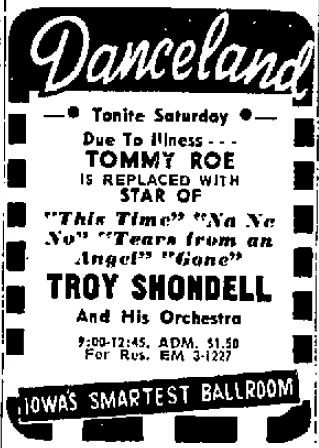 Danceland
Tonite Saturday
Due To Illness - - -
TOMMY ROE
IS REPLACED WITH
STAR OF
"This Time" "Na Ne
No" "Tears from an
Angel" "Gone"
TROY SHONDELL
And His Orchestra
9:00-12:45. ADM. $1.50
For Res. EM 3-1227
IOWA'S SMARTEST BALLROOM